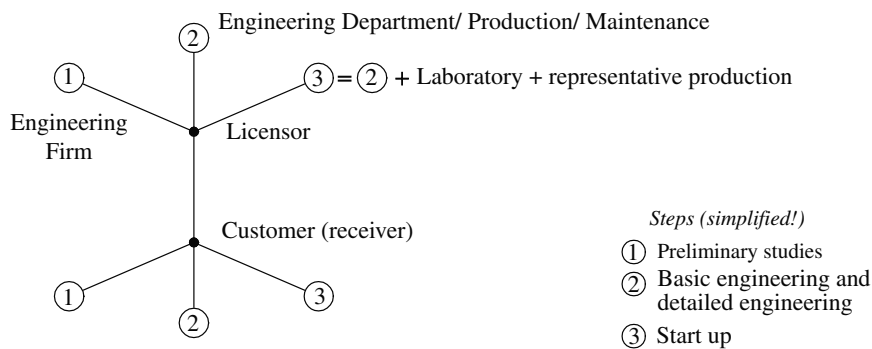 ② Engineering Department/ Production/ Maintenance
① ③ = ② + Laboratory + representative production
Engineering
Firm
Licensor
Customer (receiver)
① ② ③
Steps (simplified!)
① Preliminary studies
② Basic engineering and
detailed engineering
③ Start up